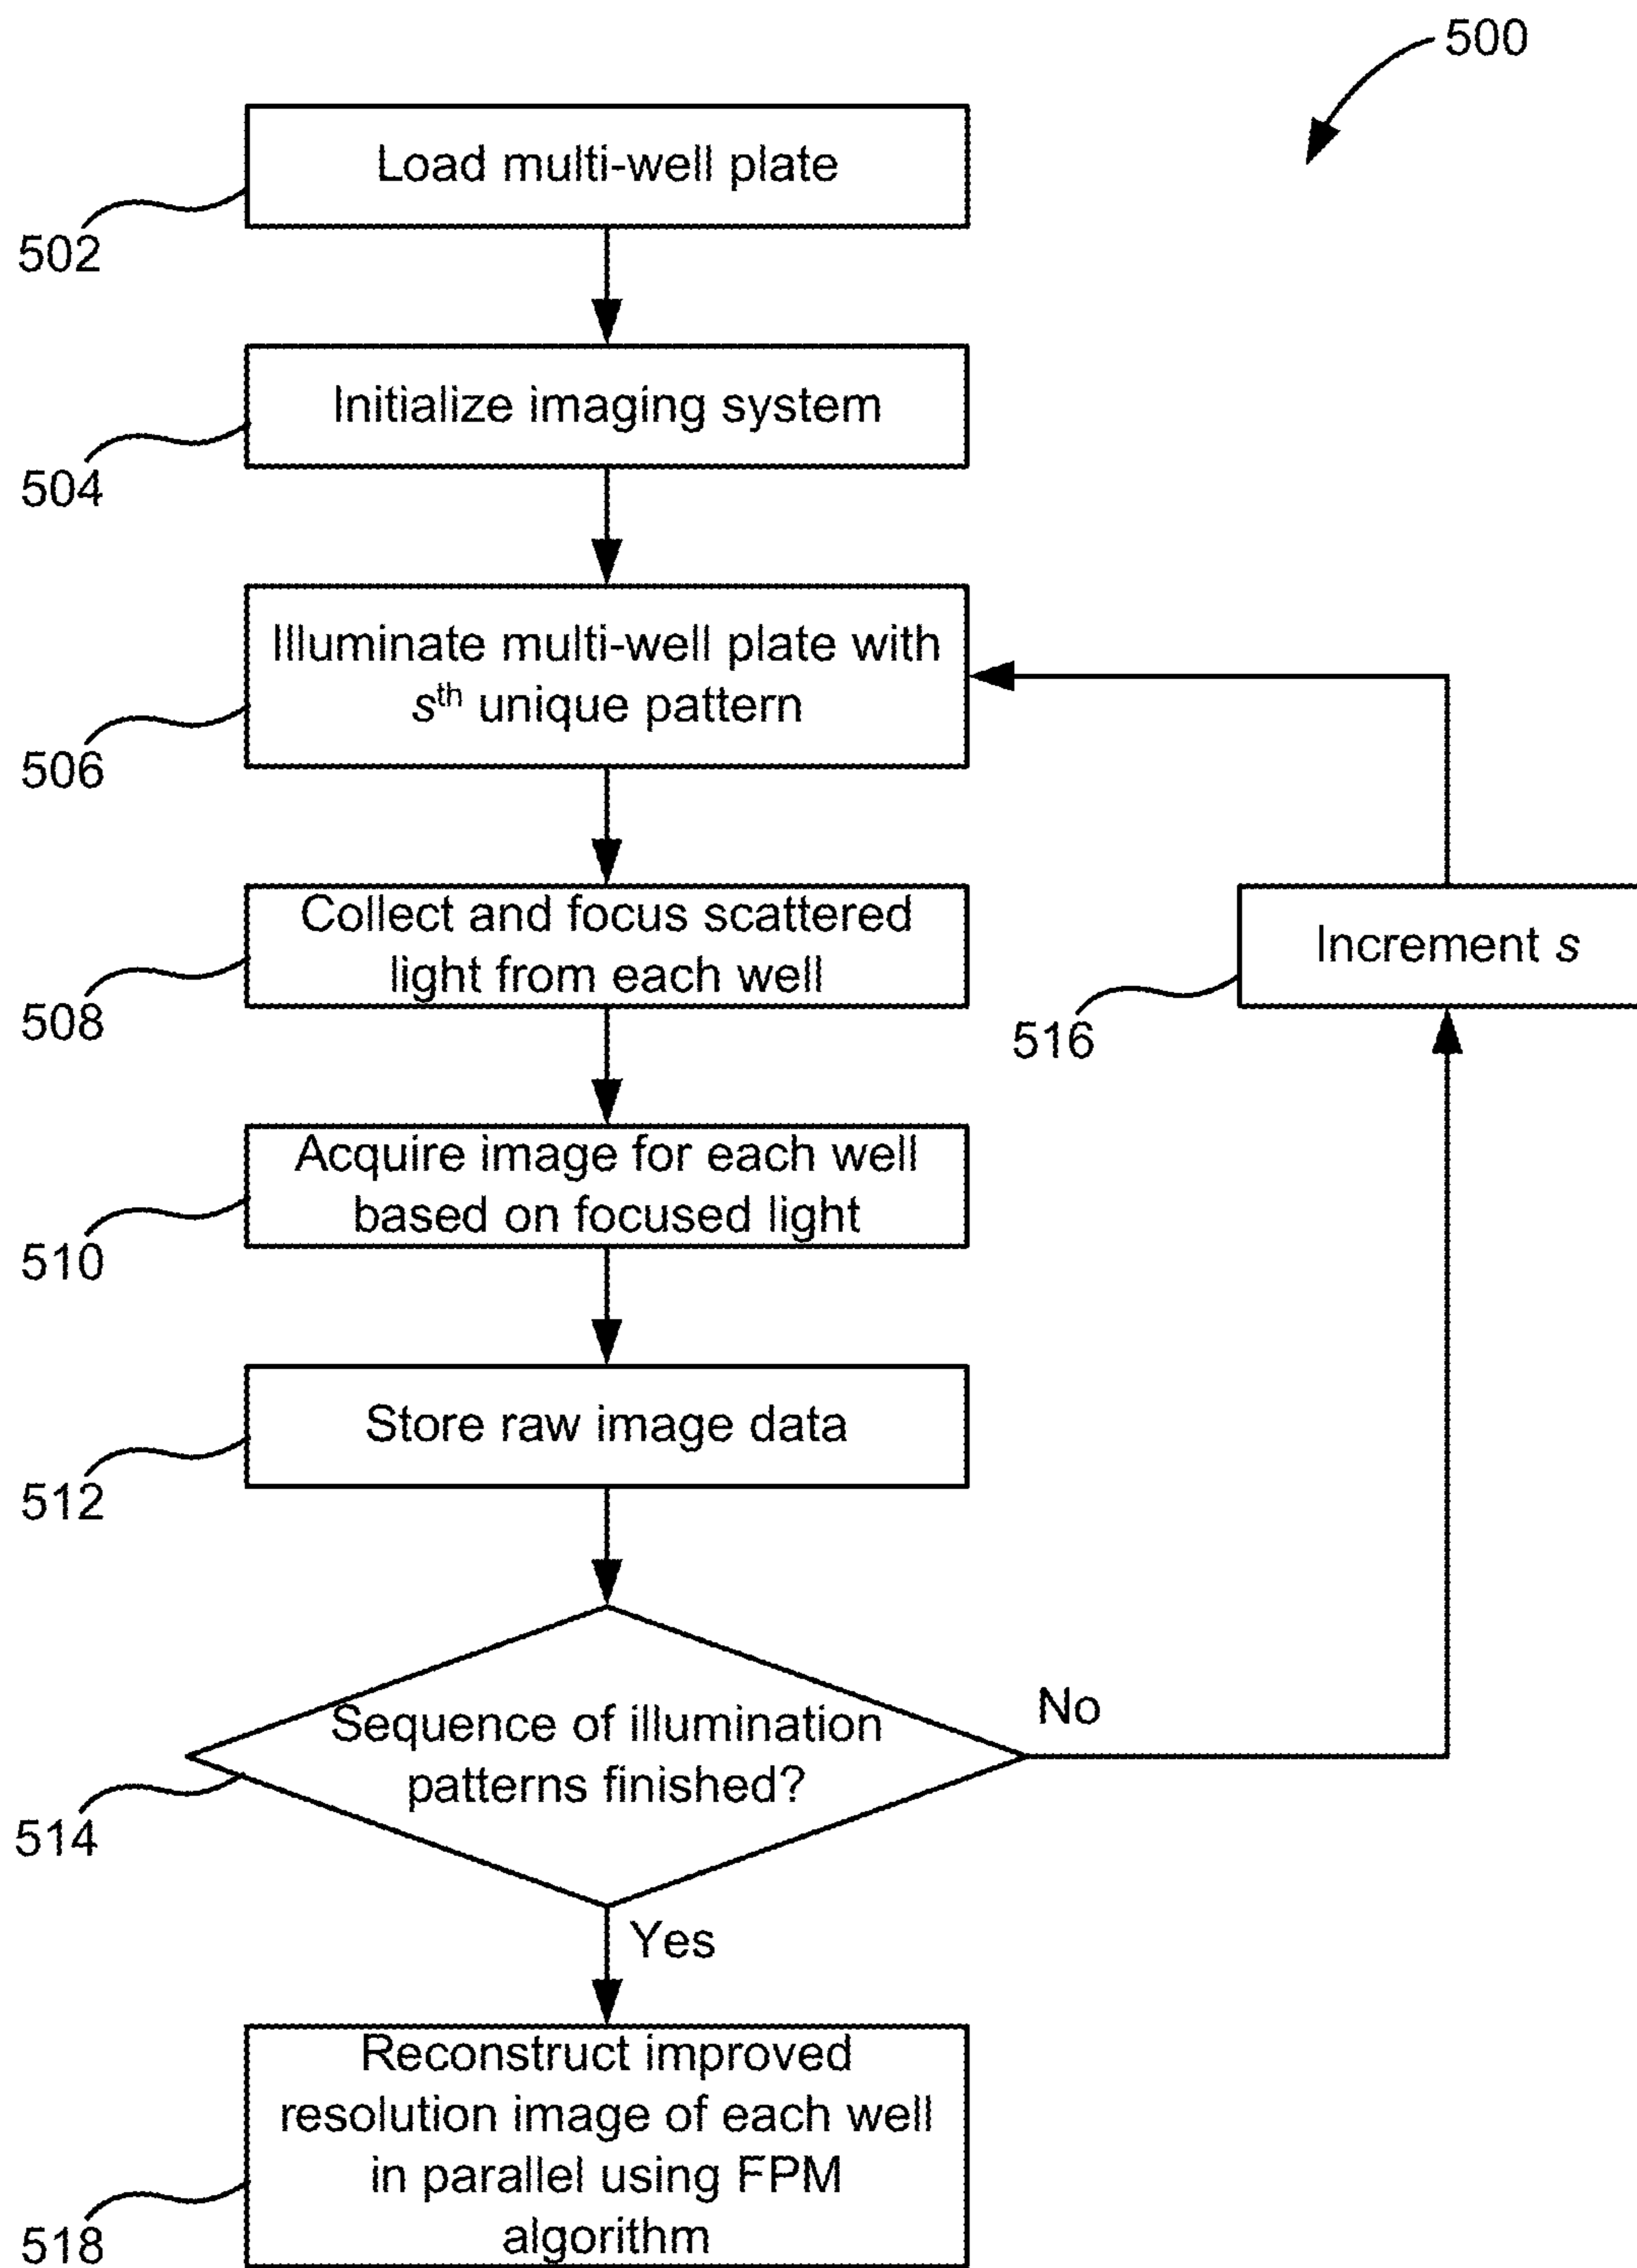 500
Load multi-well plate
502
Initialize imaging system
504
Illuminate multi-well plate with
sth unique pattern
506
Collect and focus scattered
light from each well
508
Increment s
516
Acquire image for each well
based on focused light
510
Store raw image data
512
Sequence of illumination
patterns finished?
No
514
Yes
Reconstruct improved
resolution image of each well
in parallel using FPM
algorithm
518